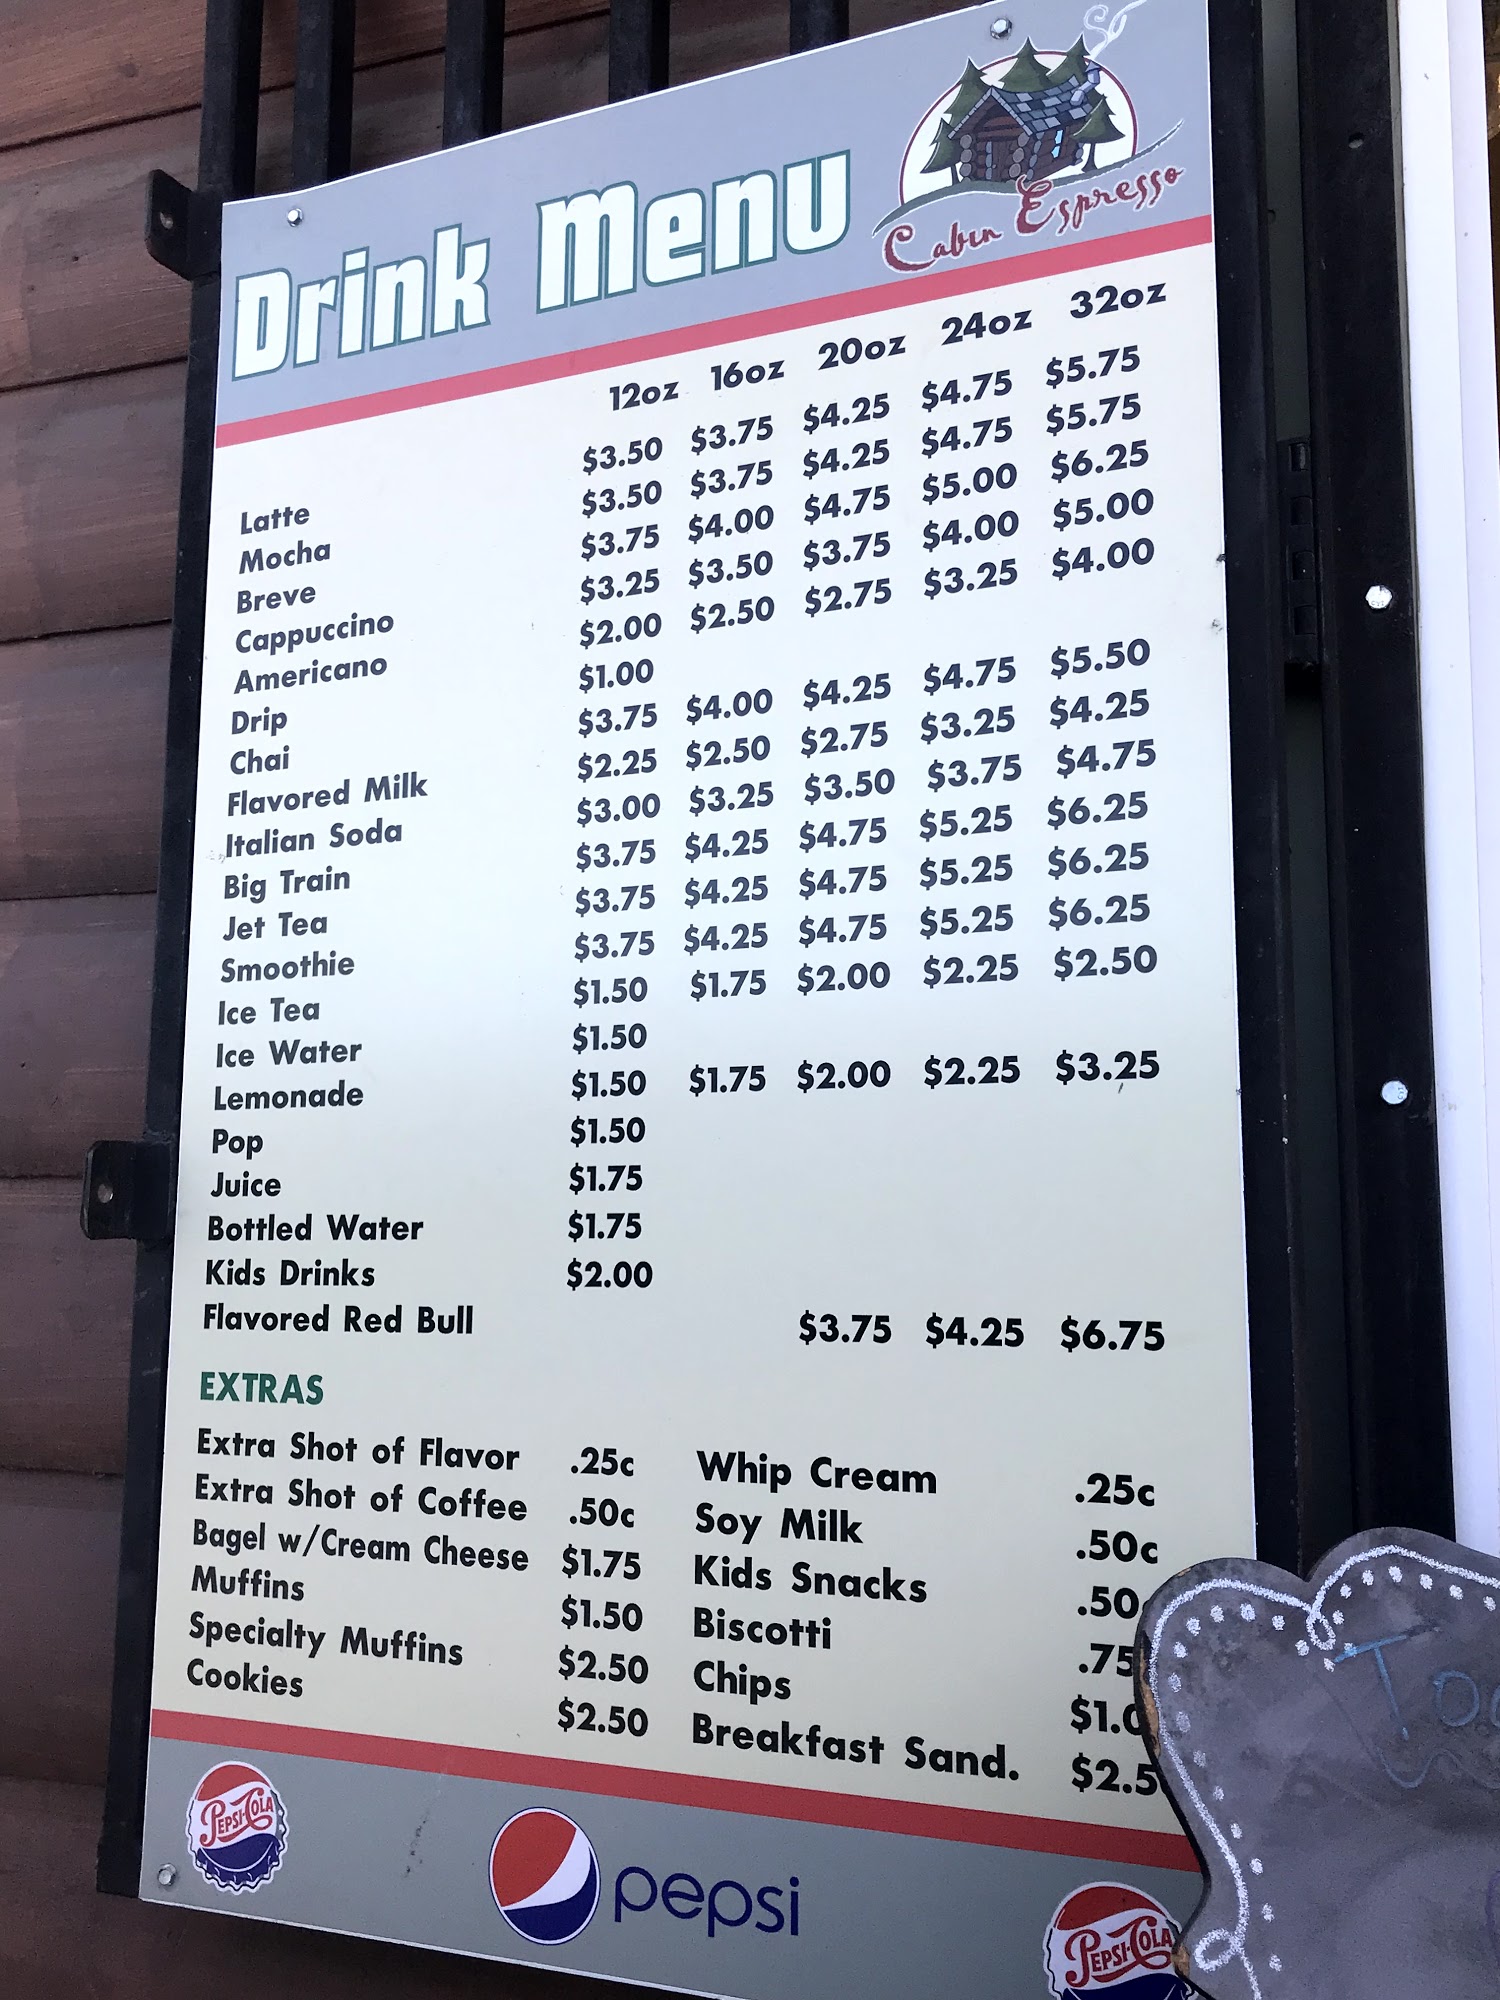 Drink Menu
Cabin Espresso
12oz 16oz 20oz 24oz 32oz
Latte $3.50 $3.75 $4.25 $4.75 $5.75
Mocha $3.50 $3.75 $4.25 $4.75 $5.75
Breve $3.75 $4.00 $4.75 $5.00 $6.25
Cappuccino $3.25 $3.50 $3.75 $4.00 $5.00
Americano $2.00 $2.50 $2.75 $3.25 $4.00
Drip $1.00
Chai $3.75 $4.00 $4.25 $4.75 $5.50
Flavored Milk $2.25 $2.50 $2.75 $3.25 $4.25
Italian Soda $3.00 $3.25 $3.50 $3.75 $4.75
Big Train $3.75 $4.25 $4.75 $5.25 $6.25
Jet Tea $3.75 $4.25 $4.75 $5.25 $6.25
Smoothie $3.75 $4.25 $4.75 $5.25 $6.25
Ice Tea $1.50 $1.75 $2.00 $2.25 $2.50
Ice Water $1.50
Lemonade $1.50 $1.75 $2.00 $2.25 $3.25
Pop $1.50
Juice $1.75
Bottled Water $1.75
Kids Drinks $2.00
Flavored Red Bull $3.75 $4.25 $6.75
EXTRAS
Extra Shot of Flavor .25c Whip Cream .25c
Extra Shot of Coffee .50c Soy Milk .50c
Bagel w/Cream Cheese $1.75 Kids Snacks .50
Muffins $1.50 Biscotti .75
Specialty Muffins $2.50 Chips
Cookies $2.50 Breakfast Sand.
PEPSI-COLA
pepsi
PEPSI-COLA